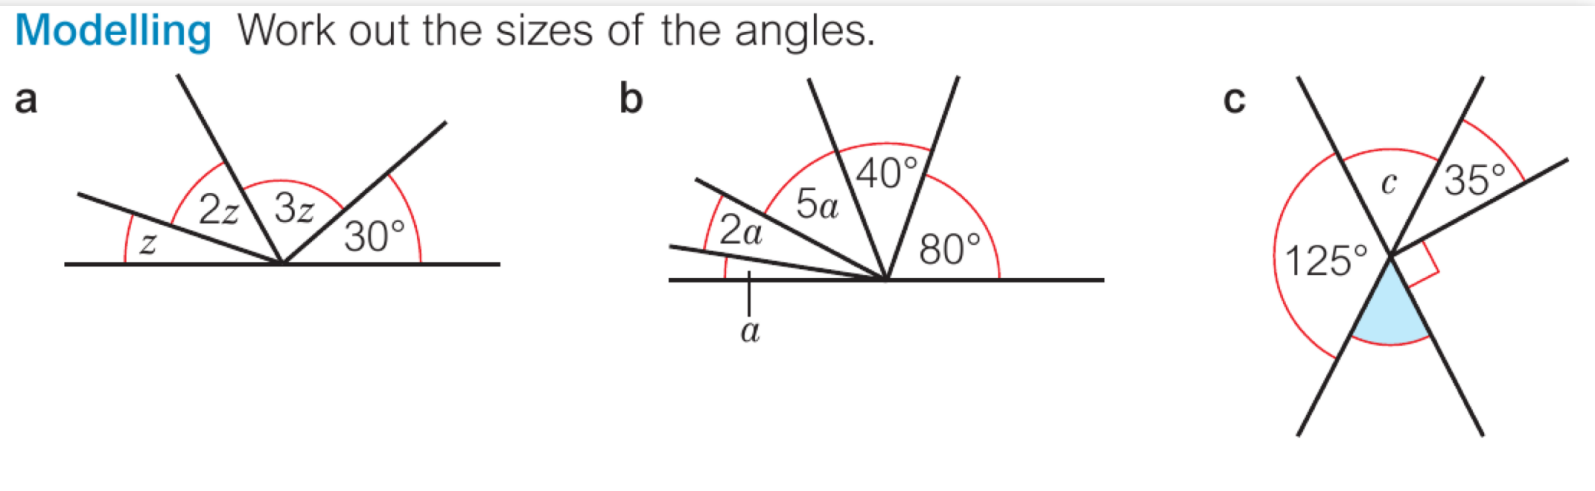 Modelling Work out the sizes of the angles.
a
z
2z
3z
30°
b
a
2a
5a
40°
80°
c
125°
c
35°